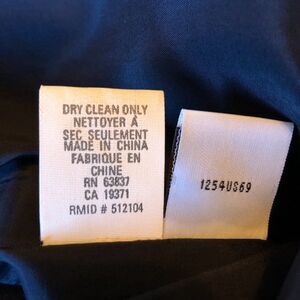 DRY CLEAN ONLY
NETTOYER À
SEC SEULEMENT
MADE IN CHINA
FABRIQUE EN
CHINE
RN 63837
CA 19371
RMID # 512104
1254US69